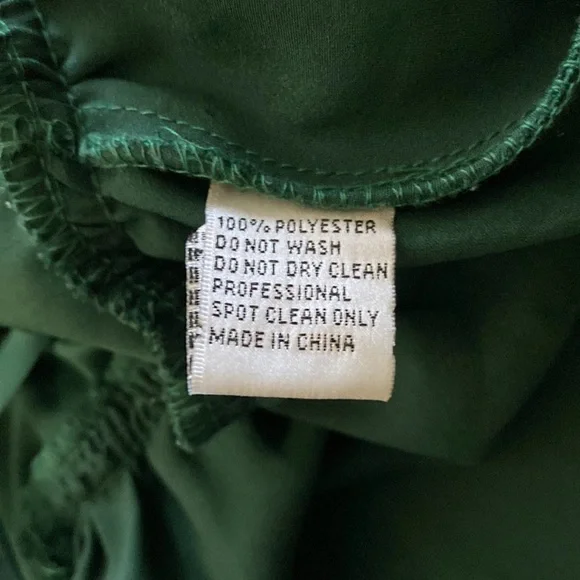 100% POLYESTER
DO NOT WASH
DO NOT DRY CLEAN
PROFESSIONAL
SPOT CLEAN ONLY
MADE IN CHINA